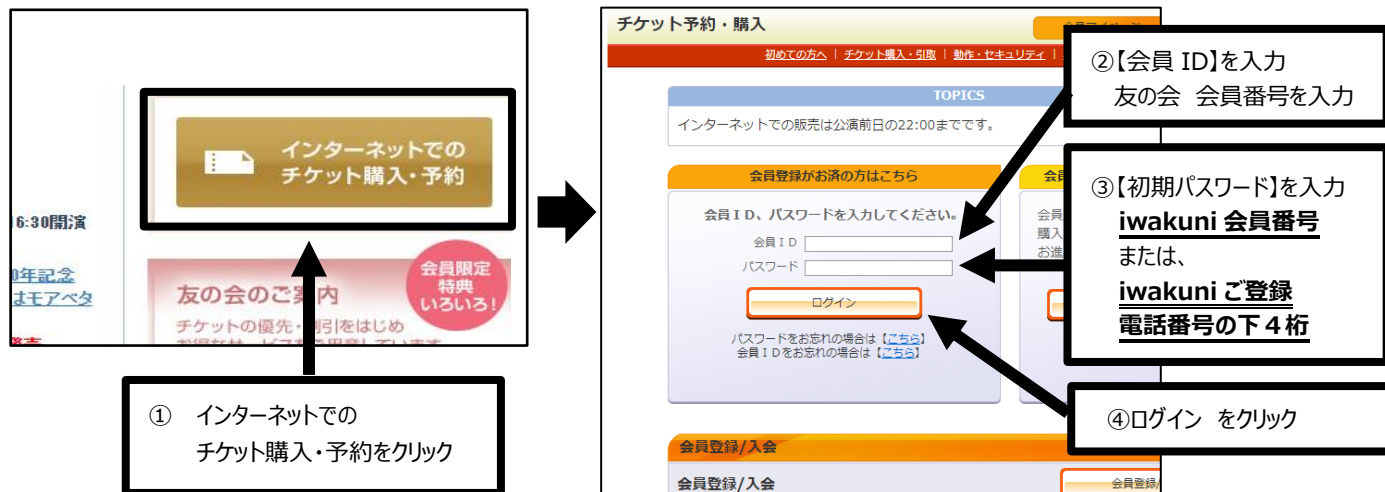 インターネットでの
チケット購入・予約
6:30開演
0年記念
はモアベタ
発売
友の会のご案内
チケットの優先・割引をはじめ
会員限定
特典
いろいろ!
① インターネットでの
チケット購入・予約をクリック
チケット予約・購入
初めての方へ | チケット購入・引取 | 動作・セキュリティ |
TOPICS
インターネットでの販売は公演前日の22:00までです。
会員登録がお済の方はこちら
会員ID、パスワードを入力してください。
会員ID
パスワード
ログイン
パスワードをお忘れの場合は【こちら】
会員IDをお忘れの場合は【こちら】
会員
購入
お進
会員登録/入会
会員登録/入会
会員登録/
②【会員 ID】を入力
友の会 会員番号を入力
③【初期パスワード】を入力
iwakuni 会員番号
または、
iwakuni ご登録
電話番号の下4桁
④ログイン をクリック